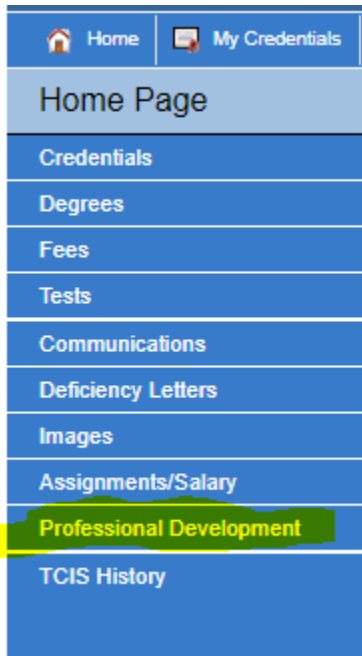 Home My Credentials
Home Page
Credentials
Degrees
Fees
Tests
Communications
Deficiency Letters
Images
Assignments/Salary
Professional Development
TCIS History